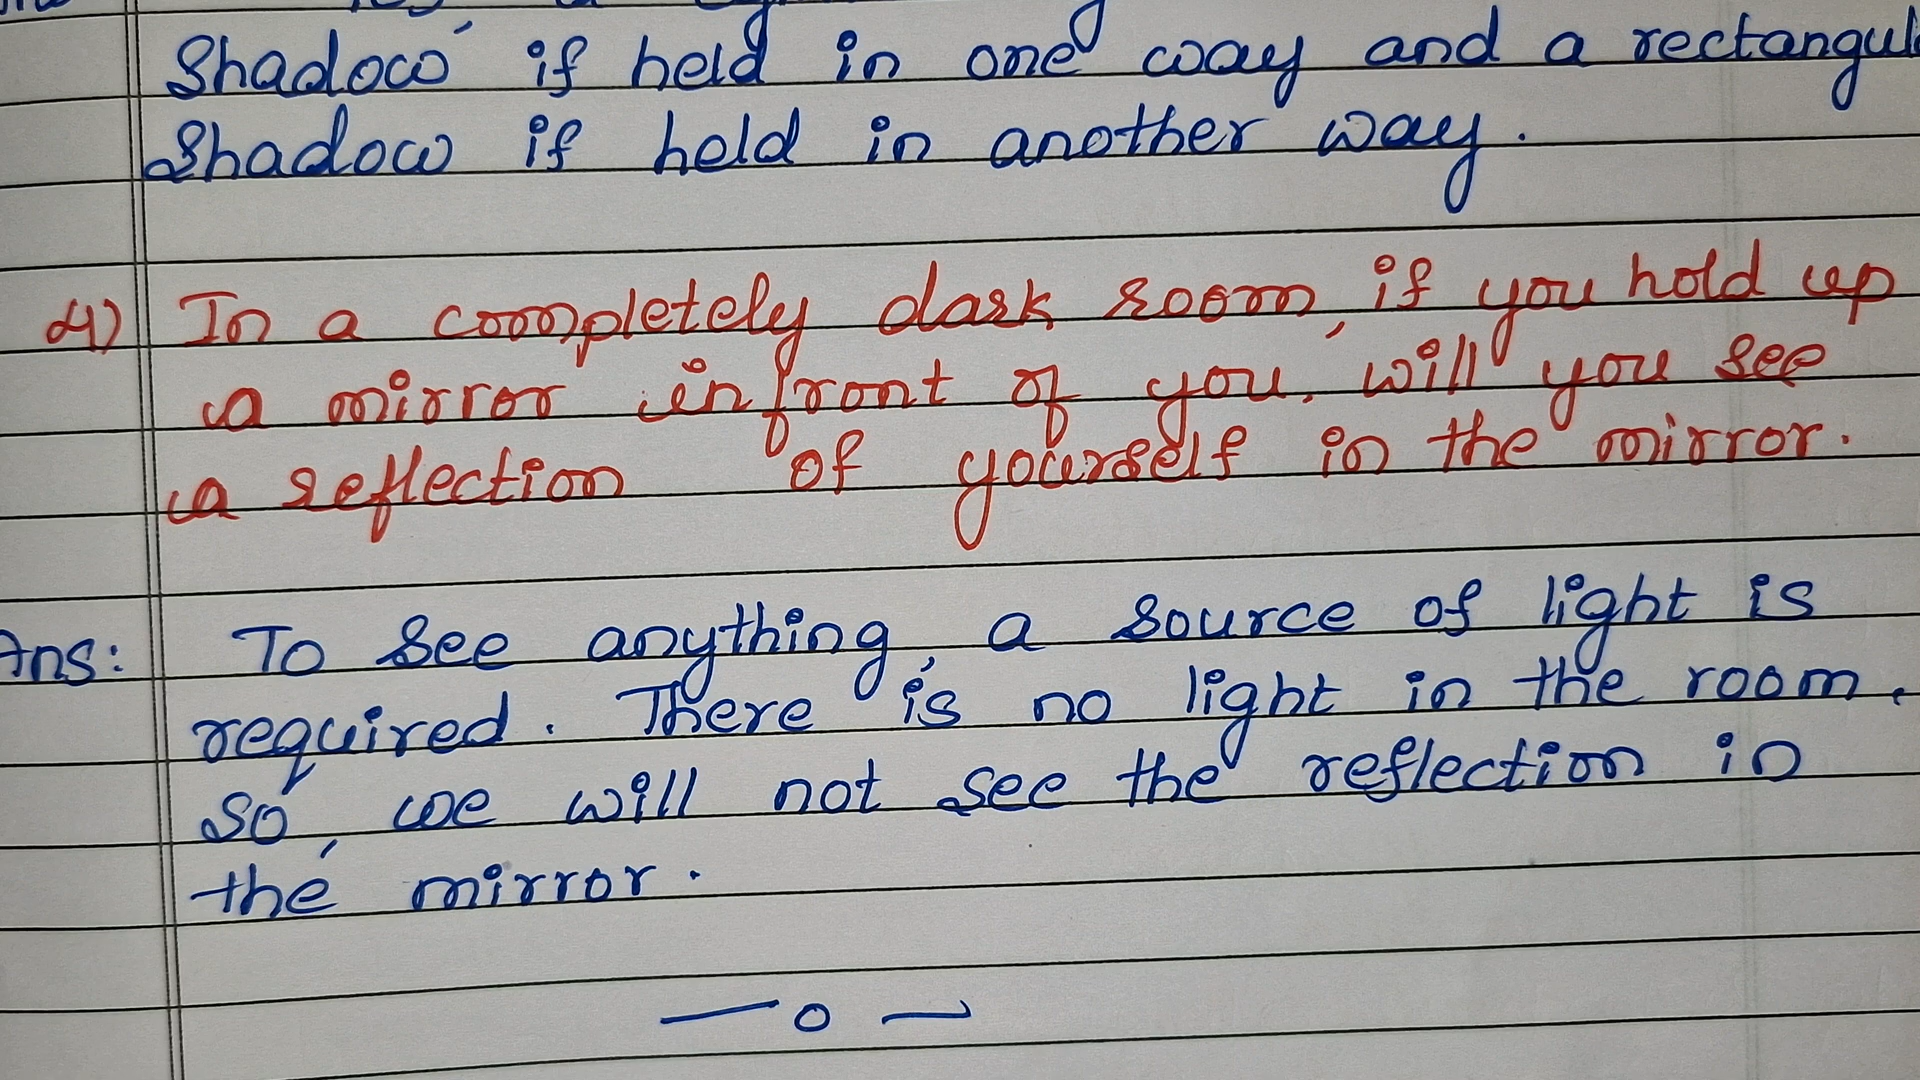 Shadow if held in one way and a rectangul
Shadow if held in another way.
4) In a completely dark room, if you hold up
a mirror infront of you, will you see
a reflection of yourself in the mirror.
Ans: To see anything, a source of light is
required. There is no light in the room.
So, we will not see the reflection in
the mirror.